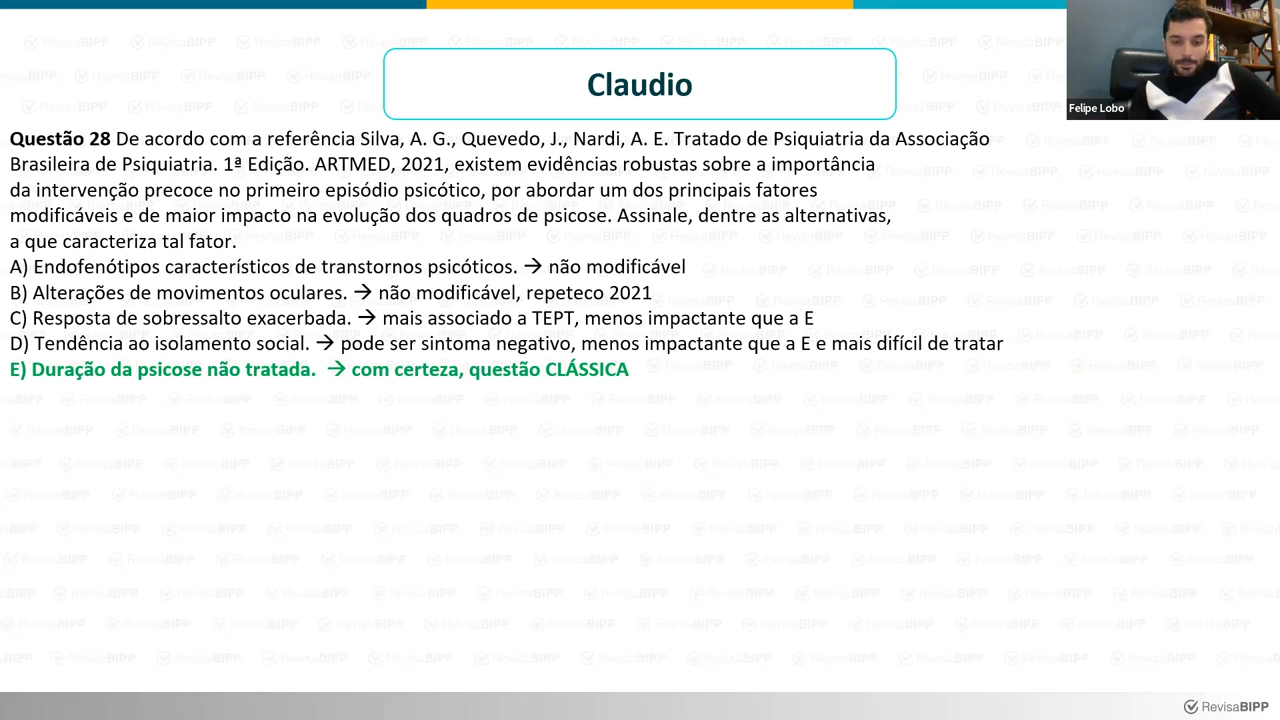 Claudio
Felipe Lobo
Questão 28 De acordo com a referência Silva, A. G., Quevedo, J., Nardi, A. E. Tratado de Psiquiatria da Associação
Brasileira de Psiquiatria. 1ª Edição. ARTMED, 2021, existem evidências robustas sobre a importância
da intervenção precoce no primeiro episódio psicótico, por abordar um dos principais fatores
modificáveis e de maior impacto na evolução dos quadros de psicose. Assinale, dentre as alternativas,
a que caracteriza tal fator.
A) Endofenótipos característicos de transtornos psicóticos. → não modificável
B) Alterações de movimentos oculares. → não modificável, repeteco 2021
C) Resposta de sobressalto exacerbada. → mais associado a TEPT, menos impactante que a E
D) Tendência ao isolamento social. → pode ser sintoma negativo, menos impactante que a E e mais difícil de tratar
E) Duração da psicose não tratada. → com certeza, questão CLÁSSICA
RevisaBIPP